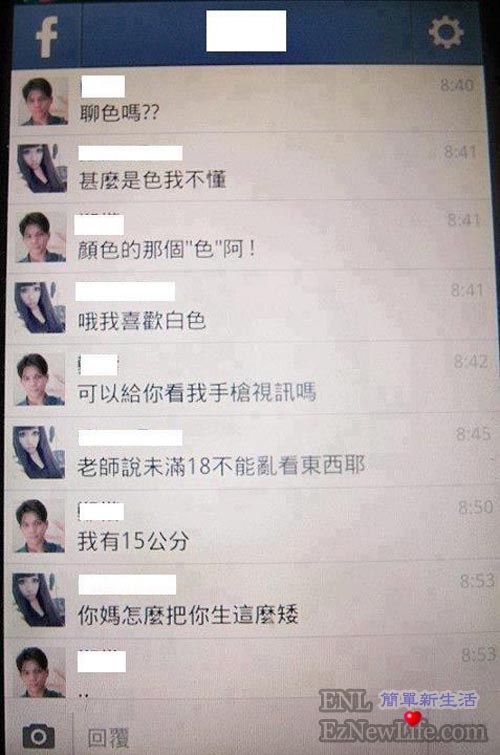 f
8:40
聊色嗎??
8:41
甚麼是色我不懂
8:41
顏色的那個"色"阿!
8:41
哦我喜歡白色
8:42
可以給你看我手槍視訊嗎
8:45
老師說未滿18不能亂看東西耶
8:50
我有15公分
8:53
你媽怎麼把你生這麼矮
8:53
..
回覆
ENL 簡單新生活
EzNewLife.com